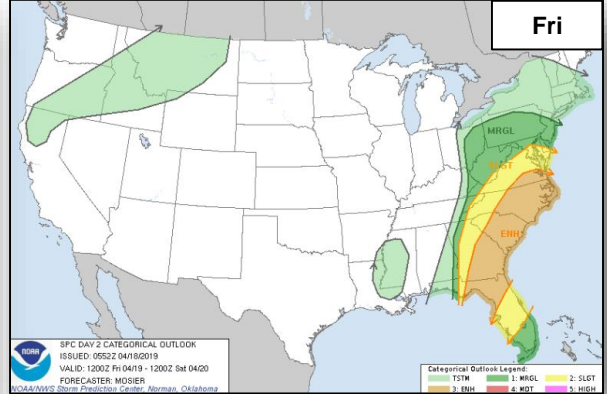 Fri
MRGL
SLGT
ENH
NOAA
SPC DAY 2 CATEGORICAL OUTLOOK
ISSUED: 0552Z 04/18/2019
VALID: 1200Z Fri 04/19 - 1200Z Sat 04/20
FORECASTER: MOSIER
NOAA/NWS Storm Prediction Center, Norman, Oklahoma
Categorical Outlook Legend:
TSTM 1: MRGL 2: SLGT
3: ENH 4: MDT 5: HIGH